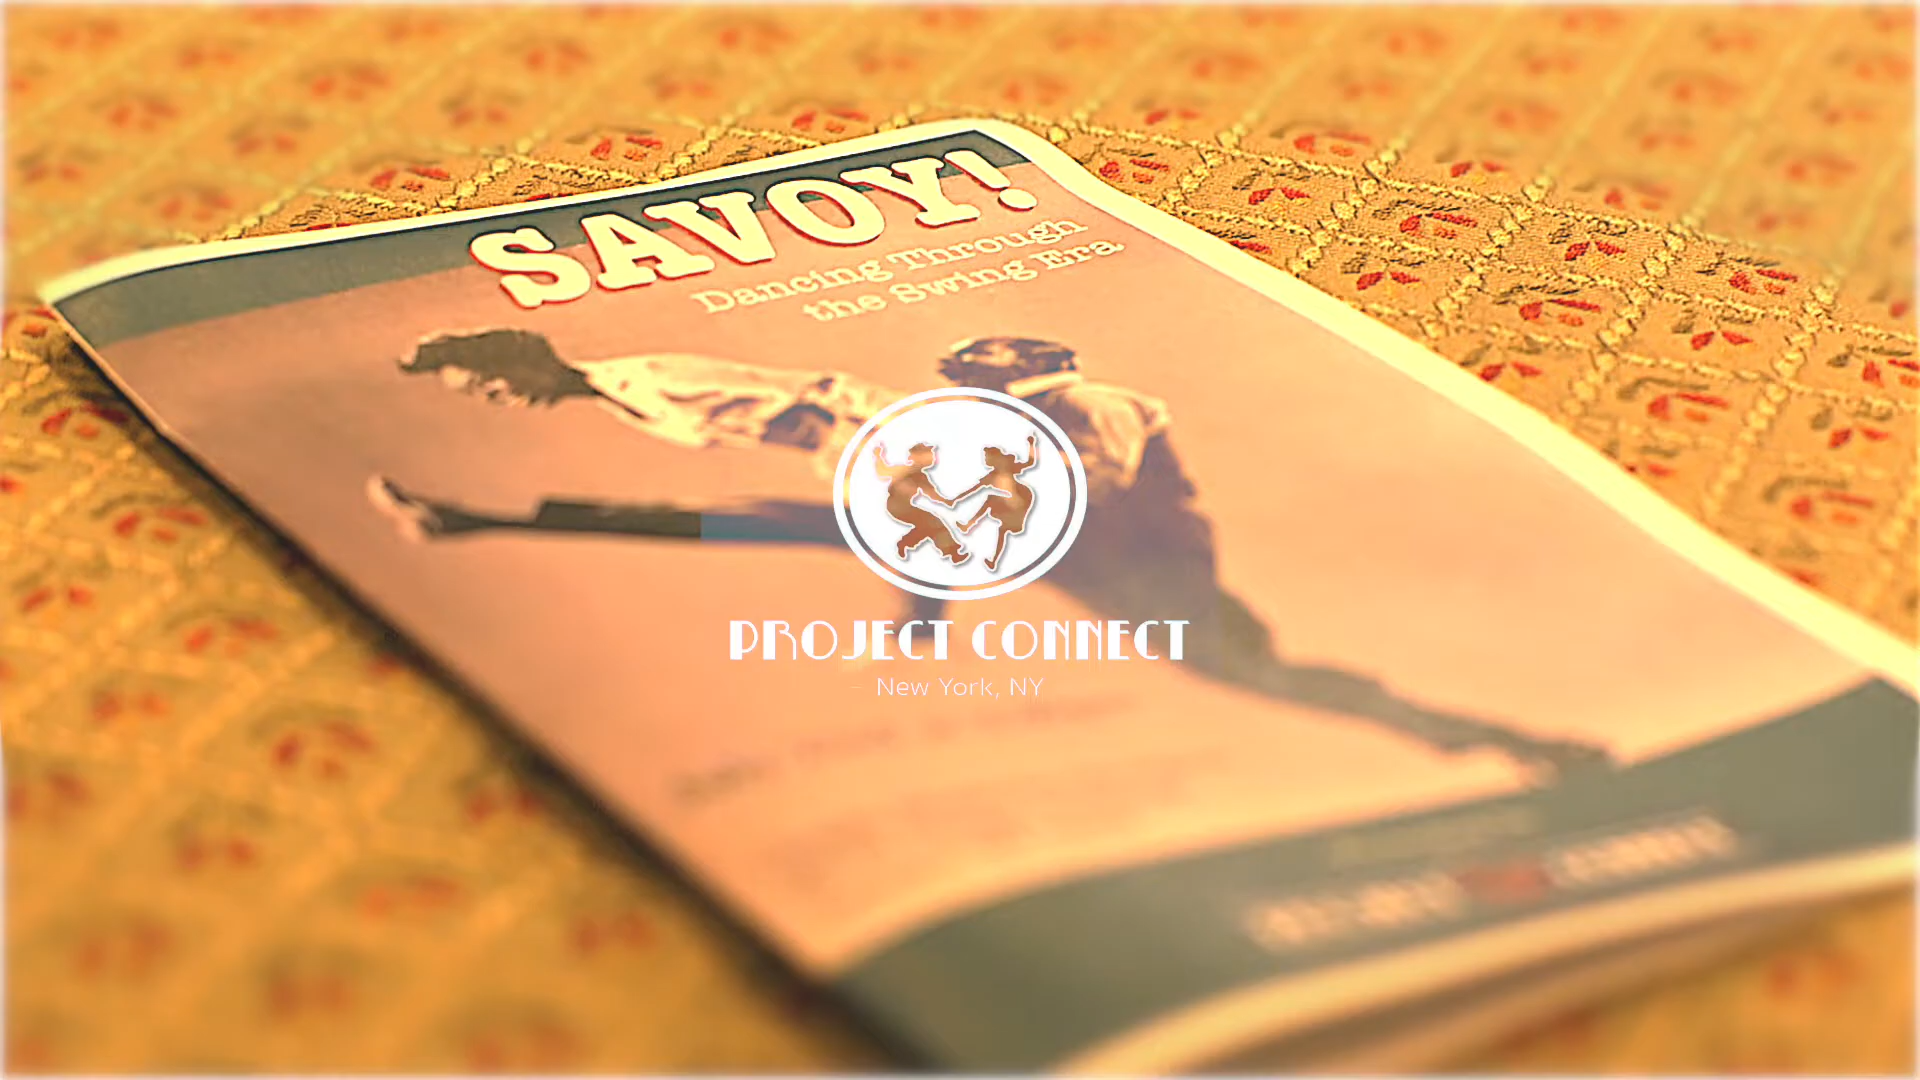 SAVOY!
Dancing Through
the Swing Era
PROJECT CONNECT
New York, NY